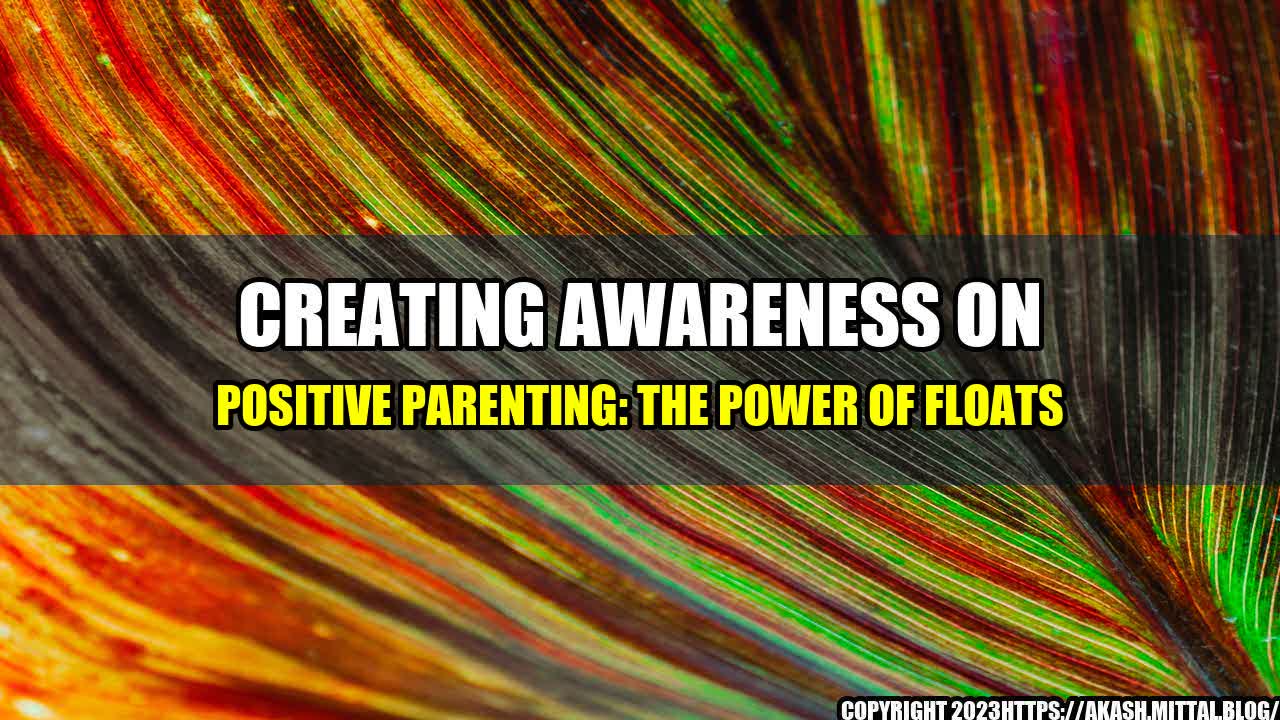 CREATING AWARENESS ON
POSITIVE PARENTING: THE POWER OF FLOATS
COPYRIGHT 2023HTTPS://AKASH.MITTAL.BLOG/